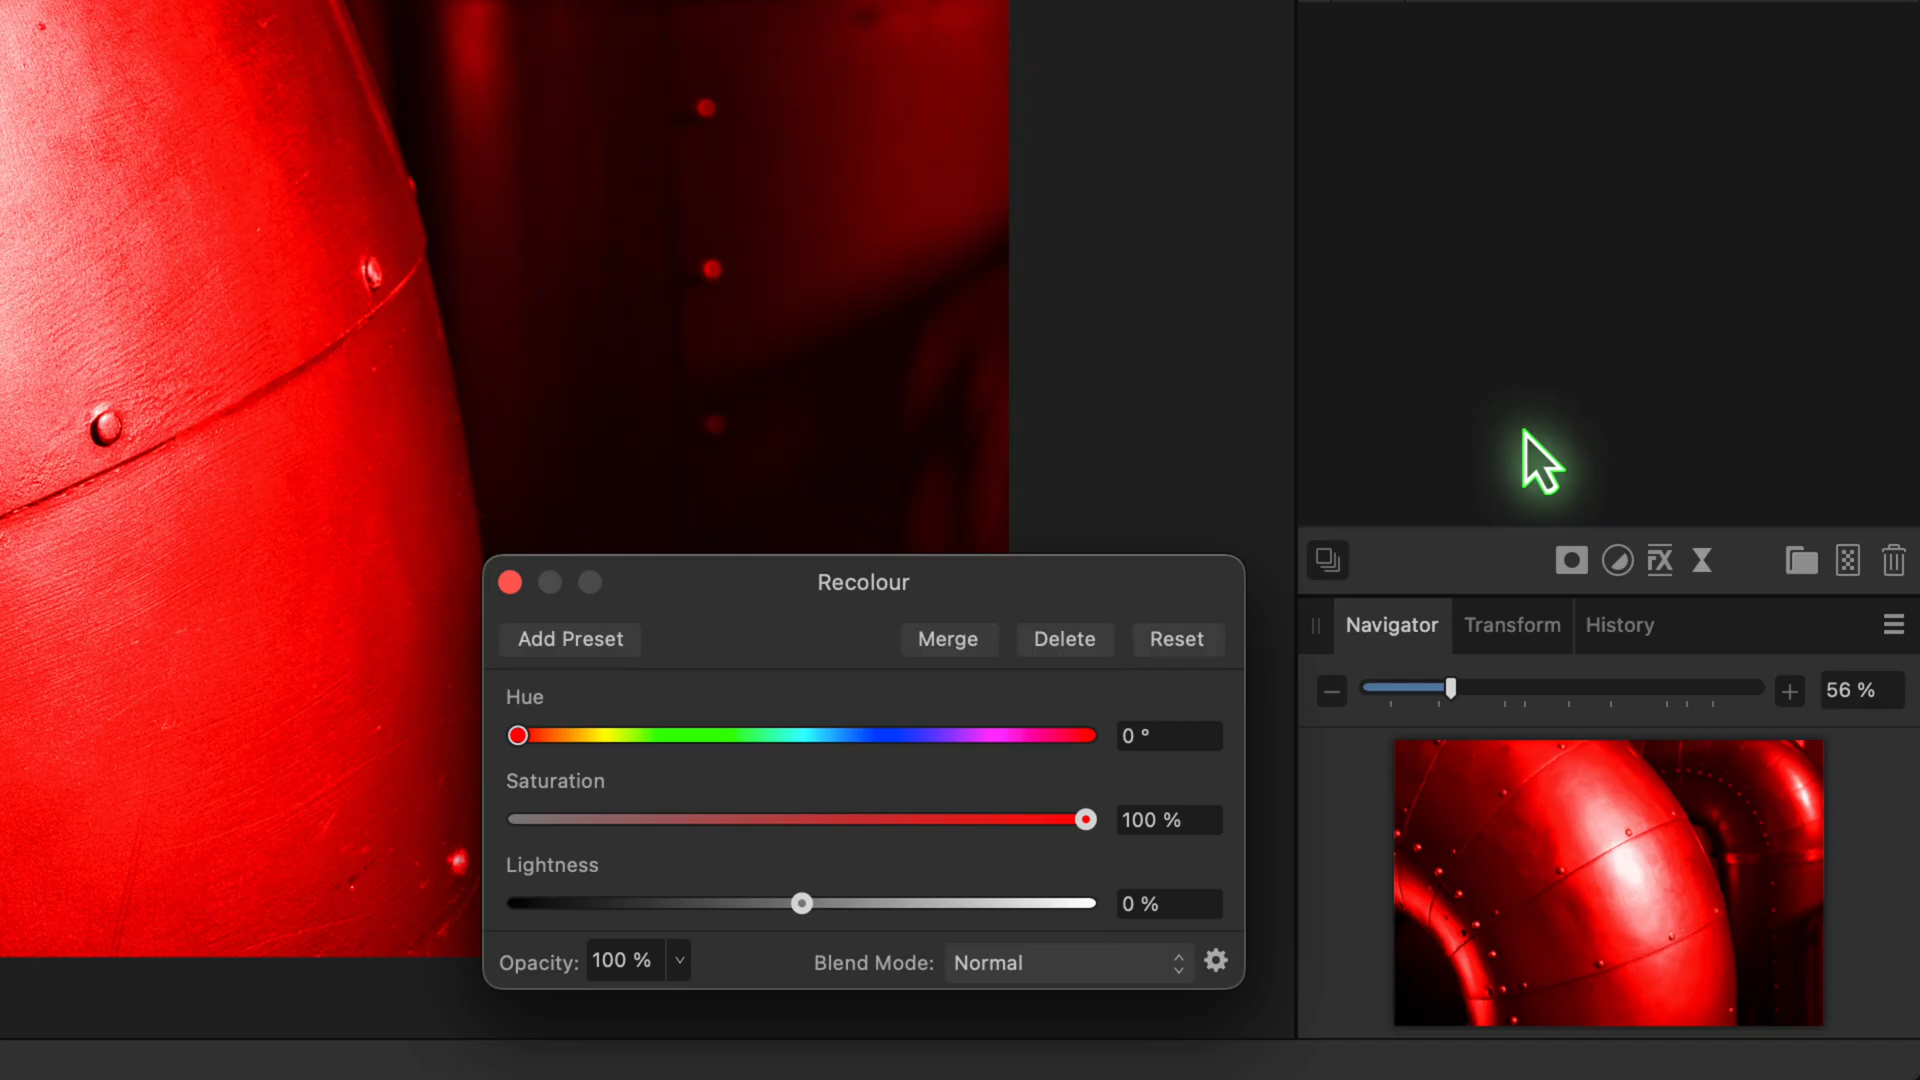 Recolour
Add Preset
Merge
Delete
Reset
Hue
0 °
Saturation
100 %
Lightness
0 %
Opacity: 100 %
Blend Mode: Normal
FX
Navigator
Transform
History
56 %